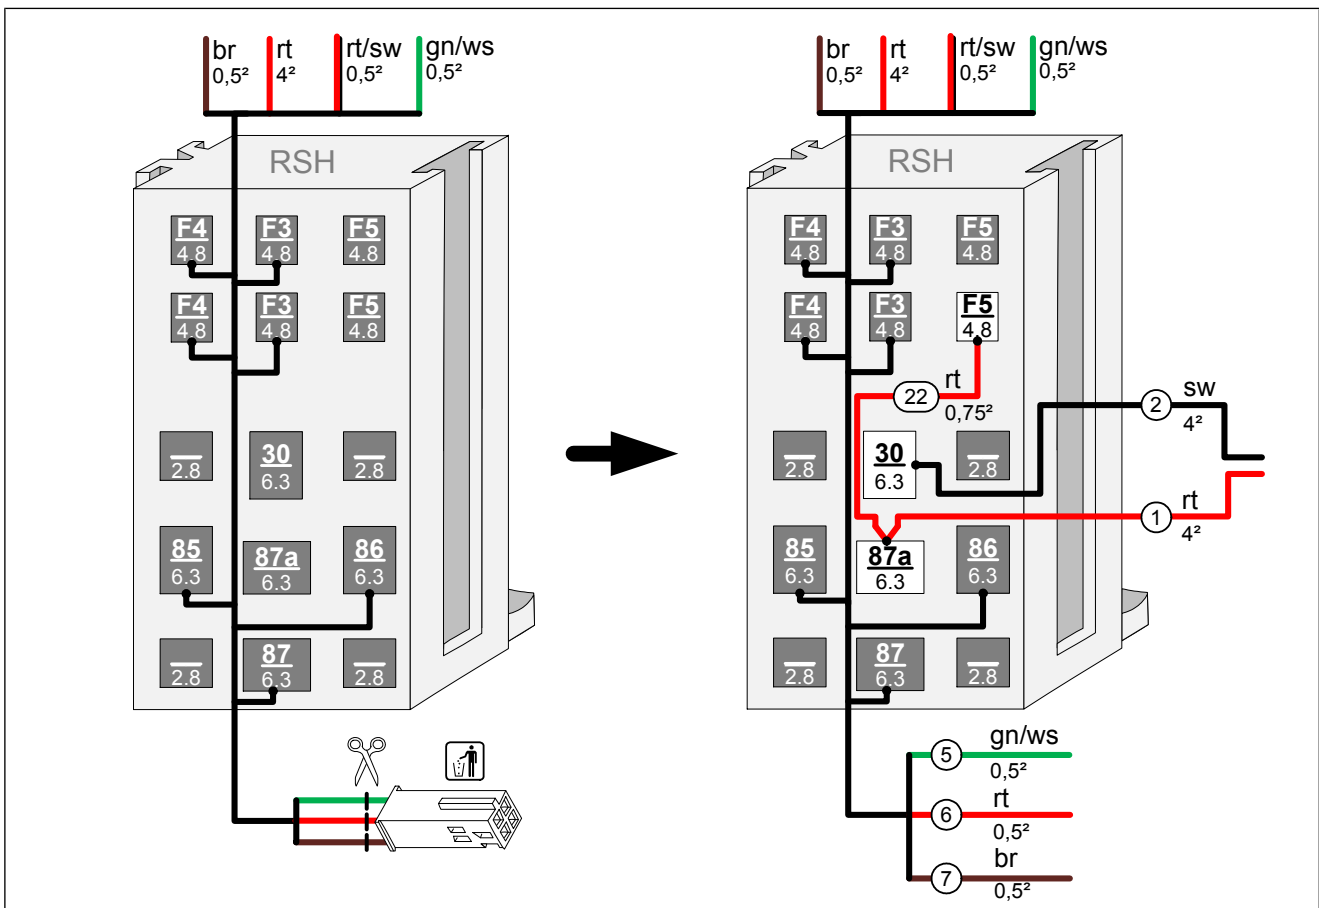 br rt rt/sw gn/ws
0,5² 4² 0,5² 0,5²
RSH
F4 F3 F5
4.8 4.8 4.8
F4 F3 F5
4.8 4.8 4.8
30
2.8 6.3 2.8
85 87a 86
6.3 6.3 6.3
87
2.8 6.3 2.8
br rt rt/sw gn/ws
0,5² 4² 0,5² 0,5²
RSH
F4 F3 F5
4.8 4.8 4.8
F4 F3 F5
4.8 4.8 4.8
22 rt
0,75²
2 sw
4²
30
2.8 6.3 2.8
1 rt
4²
85 87a 86
6.3 6.3 6.3
87
2.8 6.3 2.8
5 gn/ws
0,5²
6 rt
0,5²
7 br
0,5²